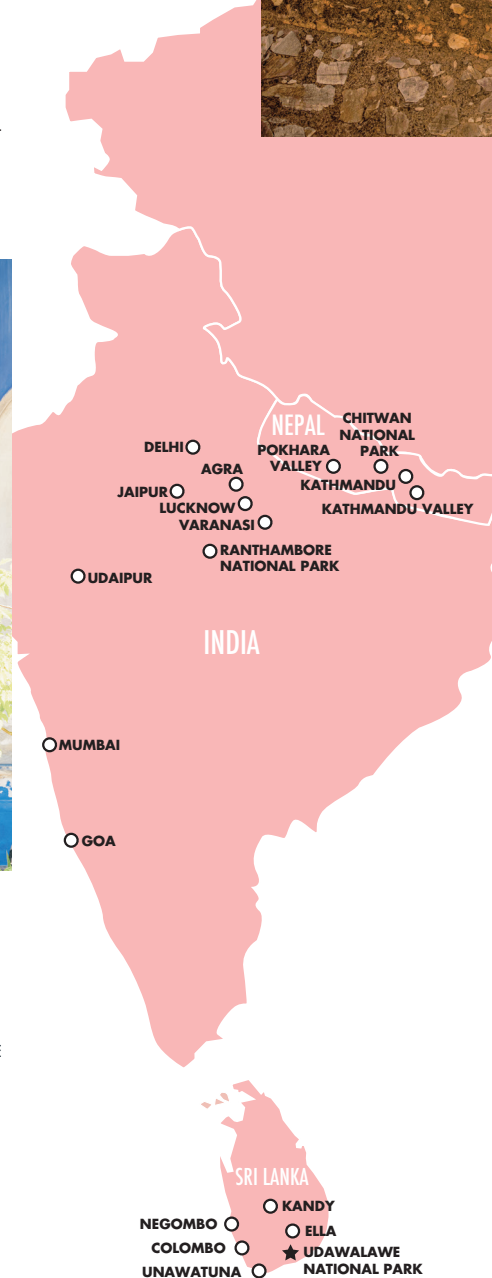 NEPAL
CHITWAN
NATIONAL
PARK
POKHARA
VALLEY
KATHMANDU
KATHMANDU VALLEY
DELHI
AGRA
JAIPUR
LUCKNOW
VARANASI
RANTHAMBORE
NATIONAL PARK
UDAIPUR
INDIA
MUMBAI
GOA
SRI LANKA
KANDY
NEGOMBO
ELLA
COLOMBO
UDAWALAWE
NATIONAL PARK
UNAWATUNA